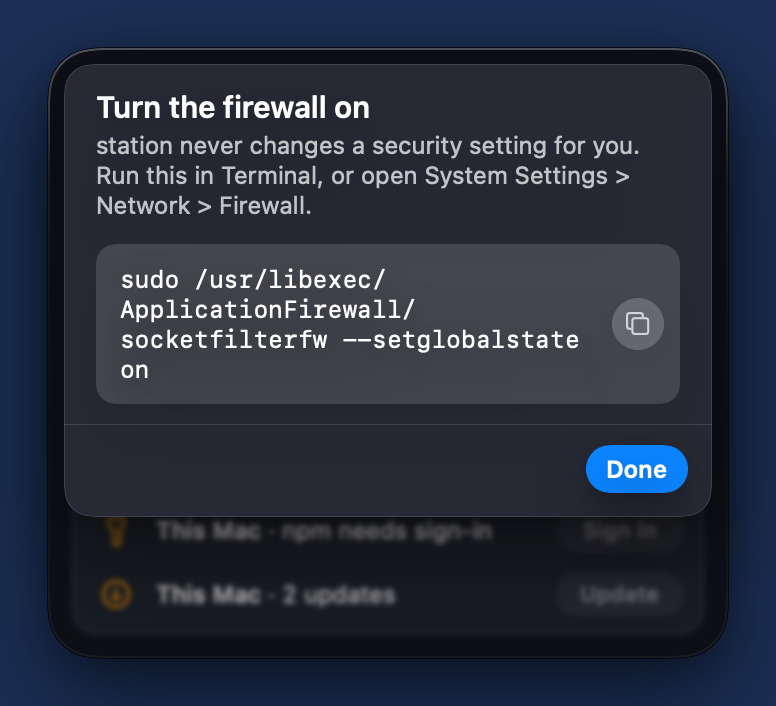 Turn the firewall on
station never changes a security setting for you.
Run this in Terminal, or open System Settings >
Network > Firewall.
sudo /usr/libexec/
ApplicationFirewall/
socketfilterfw --setglobalstate
on
Done
This Mac · npm needs sign-in
Sign in
This Mac · 2 updates
Update